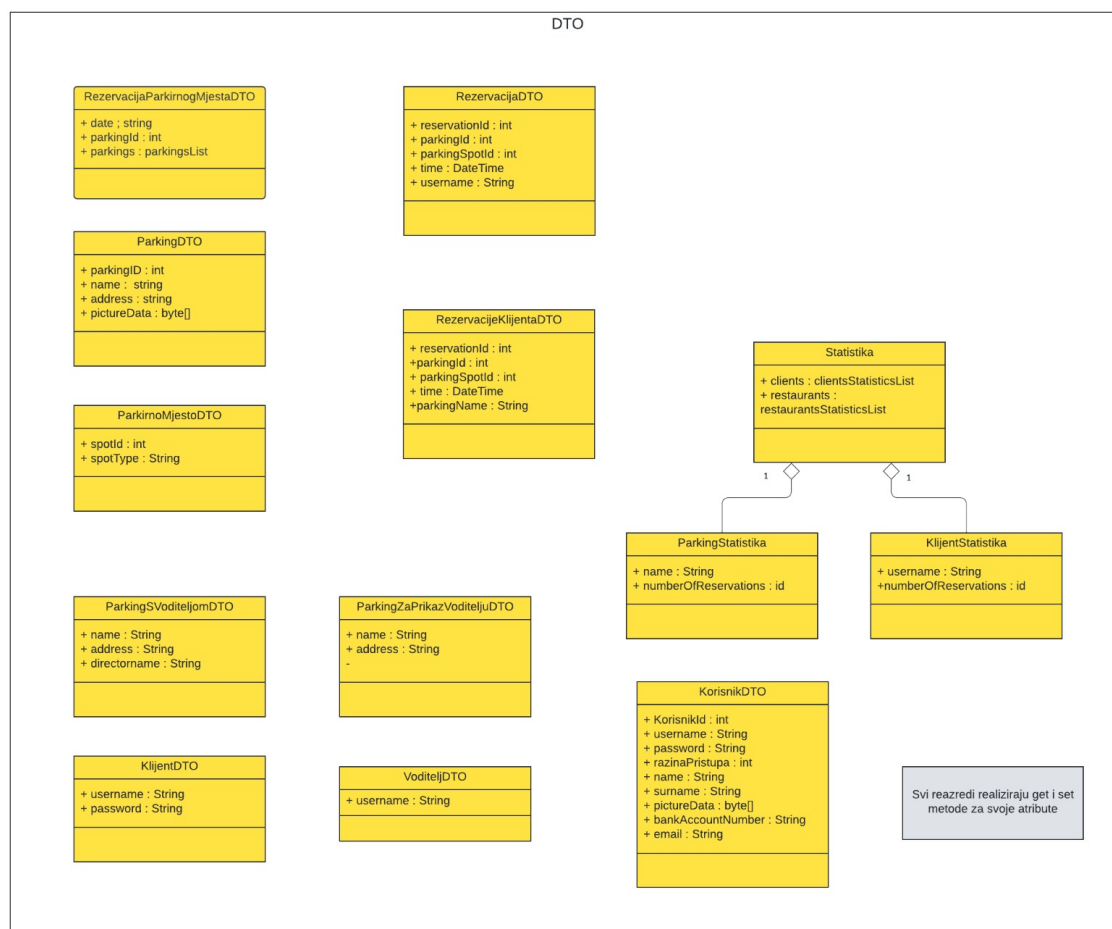 DTO
RezervacijaParkirnogMjestaDTO
+ date ; string
+ parkingId : int
+ parkings : parkingsList
RezervacijaDTO
+ reservationId : int
+ parkingId : int
+ parkingSpotId : int
+ time : DateTime
+ username : String
ParkingDTO
+ parkingID : int
+ name :  string
+ address : string
+ pictureData : byte[]
RezervacijeKlijentaDTO
+ reservationId : int
+parkingId : int
+ parkingSpotId : int
+ time : DateTime
+parkingName : String
Statistika
+ clients : clientsStatisticsList
+ restaurants :
restaurantsStatisticsList
1
1
ParkirnoMjestoDTO
+ spotId : int
+ spotType : String
ParkingStatistika
+ name : String
+ numberOfReservations : id
KlijentStatistika
+ username : String
+numberOfReservations : id
ParkingSVoditeljomDTO
+ name : String
+ address : String
+ directorname : String
ParkingZaPrikazVoditeljuDTO
+ name : String
+ address : String
-
KorisnikDTO
+ KorisnikId : int
+ username : String
+ password : String
+ razinaPristupa : int
+ name : String
+ surname : String
+ pictureData : byte[]
+ bankAccountNumber : String
+ email : String
KlijentDTO
+ username : String
+ password : String
VoditeljDTO
+ username : String
Svi reazredi realiziraju get i set
metode za svoje atribute